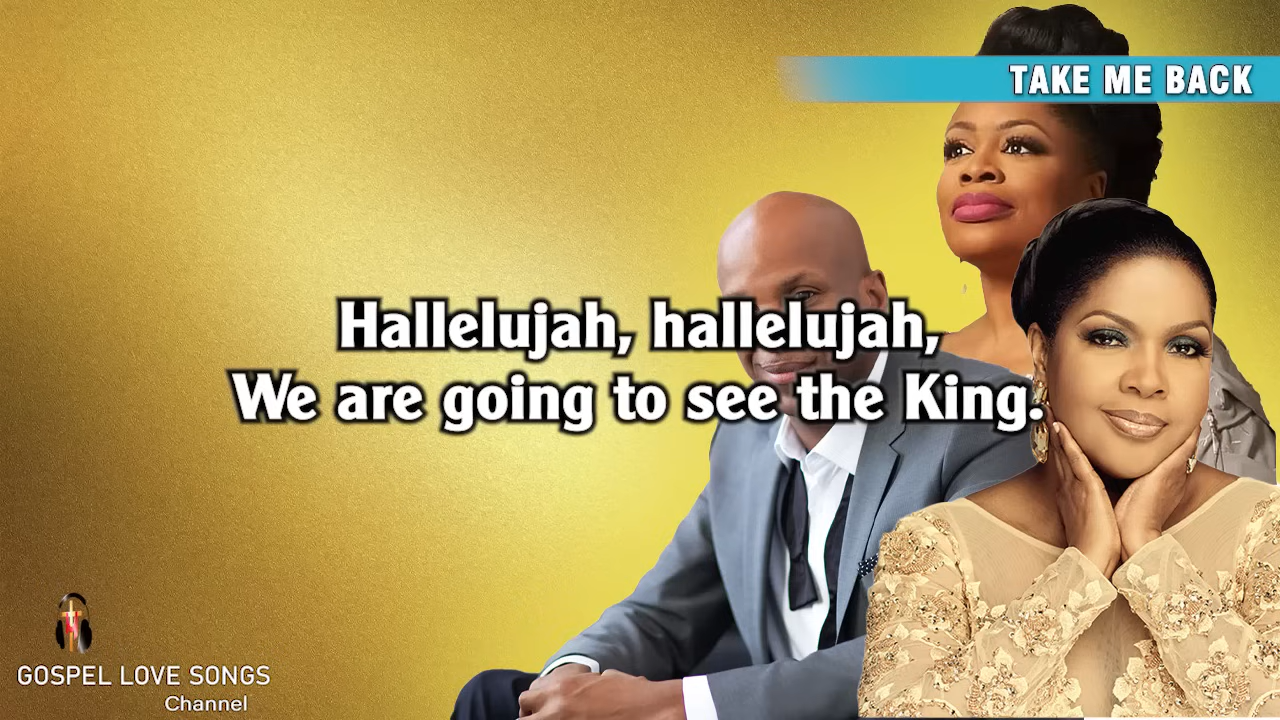 TAKE ME BACK
Hallelujah, hallelujah,
We are going to see the King.
GOSPEL LOVE SONGS
Channel